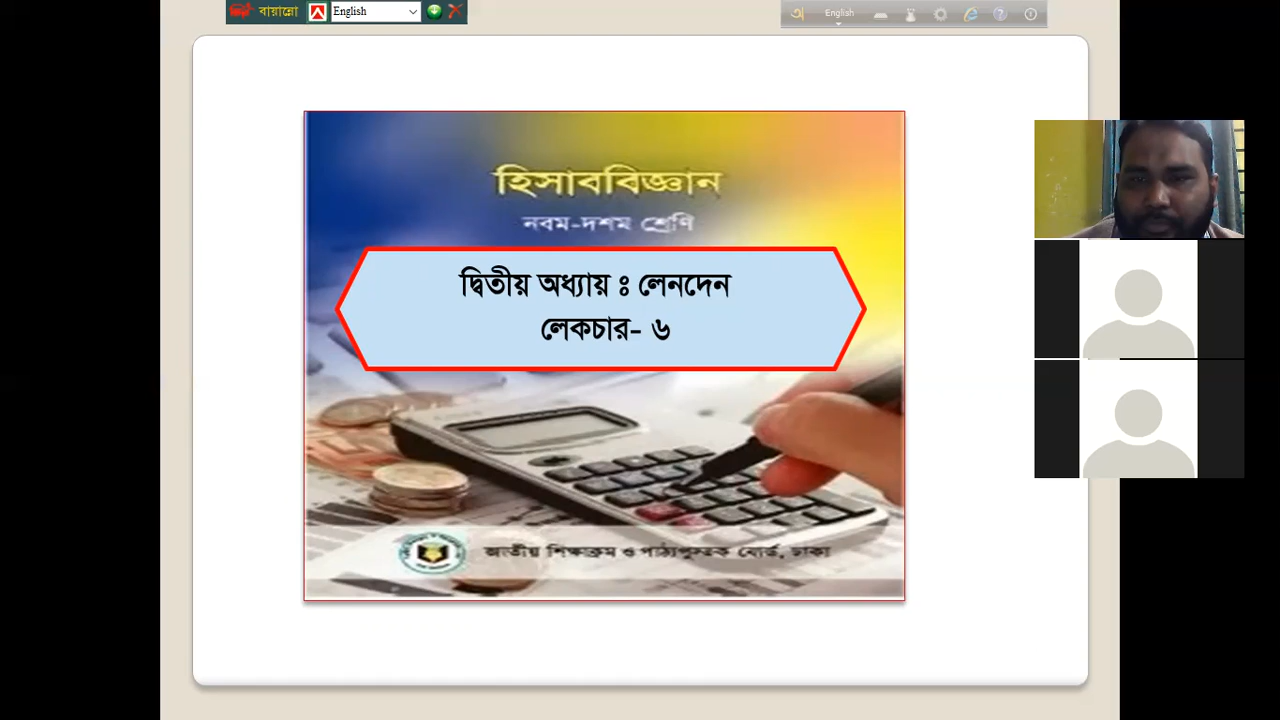 বায়ান্নো
English
English
হিসাববিজ্ঞান
নবম-দশম শ্রেণি
দ্বিতীয় অধ্যায় ঃ লেনদেন
লেকচার- ৬
জাতীয় শিক্ষাক্রম ও পাঠ্যপুস্তক বোর্ড, ঢাকা